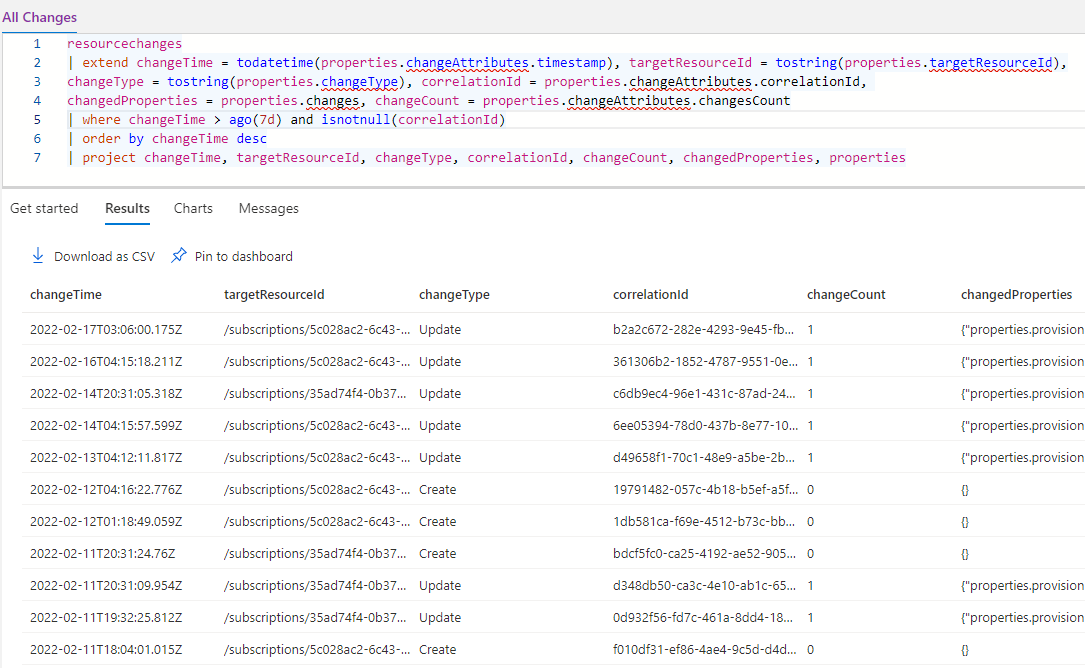 All Changes
1 resourcechanges
2 | extend changeTime = todatetime(properties.changeAttributes.timestamp), targetResourceId = tostring(properties.targetResourceId),
3 changeType = tostring(properties.changeType), correlationId = properties.changeAttributes.correlationId,
4 changedProperties = properties.changes, changeCount = properties.changeAttributes.changesCount
5 | where changeTime > ago(7d) and isnotnull(correlationId)
6 | order by changeTime desc
7 | project changeTime, targetResourceId, changeType, correlationId, changeCount, changedProperties, properties
Get started Results Charts Messages
Download as CSV Pin to dashboard
changeTime targetResourceId changeType correlationId changeCount changedProperties
2022-02-17T03:06:00.175Z /subscriptions/5c028ac2-6c43-... Update b2a2c672-282e-4293-9e45-fb... 1 {"properties.provision
2022-02-16T04:15:18.211Z /subscriptions/5c028ac2-6c43-... Update 361306b2-1852-4787-9551-0e... 1 {"properties.provision
2022-02-14T20:31:05.318Z /subscriptions/35ad74f4-0b37... Update c6db9ec4-96e1-431c-87ad-24... 1 {"properties.provision
2022-02-14T04:15:57.599Z /subscriptions/5c028ac2-6c43-... Update 6ee05394-78d0-437b-8e77-10... 1 {"properties.provision
2022-02-13T04:12:11.817Z /subscriptions/5c028ac2-6c43-... Update d49658f1-70c1-48e9-a5be-2b... 1 {"properties.provision
2022-02-12T04:16:22.776Z /subscriptions/5c028ac2-6c43-... Create 19791482-057c-4b18-b5ef-a5f... 0 {}
2022-02-12T01:18:49.059Z /subscriptions/5c028ac2-6c43-... Create 1db581ca-f69e-4512-b73c-bb... 0 {}
2022-02-11T20:31:24.76Z /subscriptions/35ad74f4-0b37... Create bdcf5fc0-ca25-4192-ae52-905... 0 {}
2022-02-11T20:31:09.954Z /subscriptions/35ad74f4-0b37... Update d348db50-ca3c-4e10-ab1c-65... 1 {"properties.provision
2022-02-11T19:32:25.812Z /subscriptions/35ad74f4-0b37... Update 0d932f56-fd7c-461a-8dd4-18... 1 {"properties.provision
2022-02-11T18:04:01.015Z /subscriptions/5c028ac2-6c43-... Create f010df31-ef86-4ae4-9c5d-d4d... 0 {}